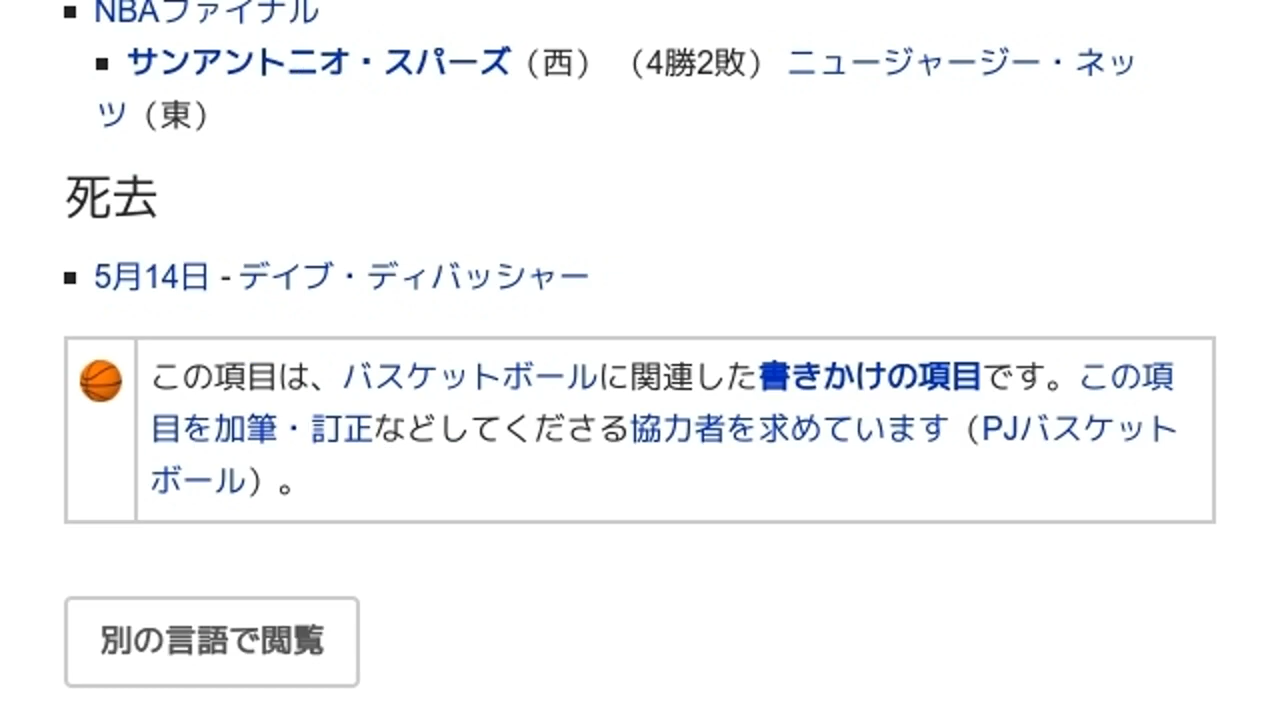 NBAファイナル
サンアントニオ・スパーズ（西）（4勝2敗） ニュージャージー・ネッ
ツ（東）
死去
5月14日 - デイブ・ディバッシャー
この項目は、バスケットボールに関連した書きかけの項目です。この項
目を加筆・訂正などしてくださる協力者を求めています（PJバスケット
ボール）。
別の言語で閲覧